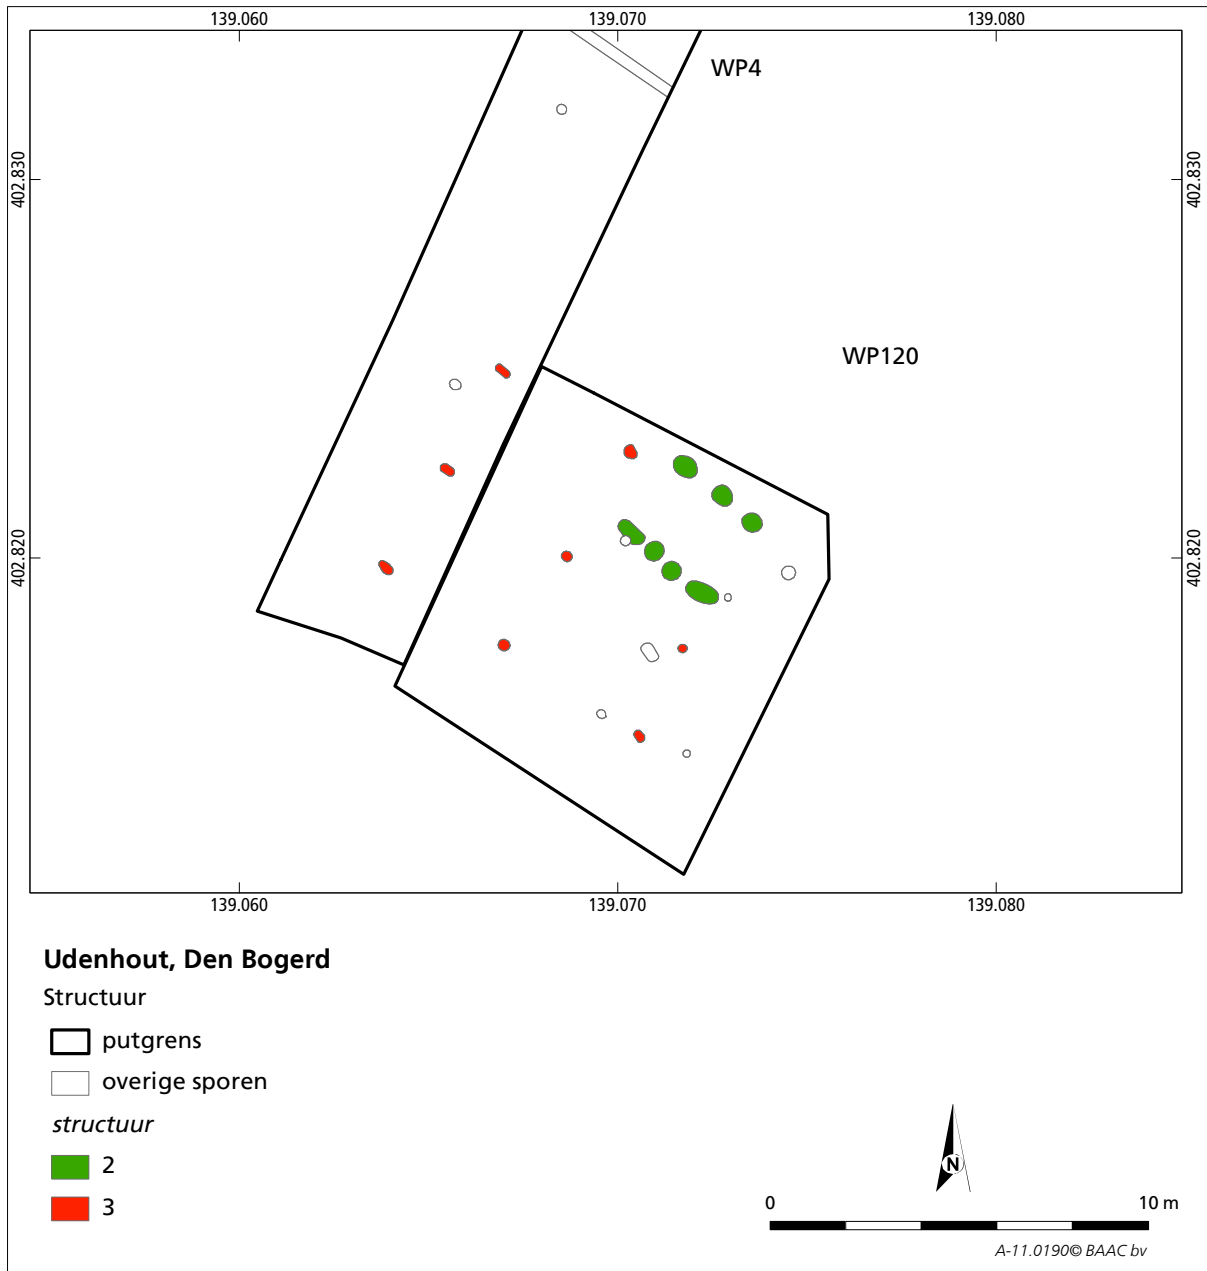 139.060 139.070 139.080
WP4
402.830 402.830
WP120
402.820 402.820
139.060 139.070 139.080
Udenhout, Den Bogerd
Structuur
putgrens
overige sporen
structuur
2
3
N
0 10 m
A-11.0190© BAAC bv